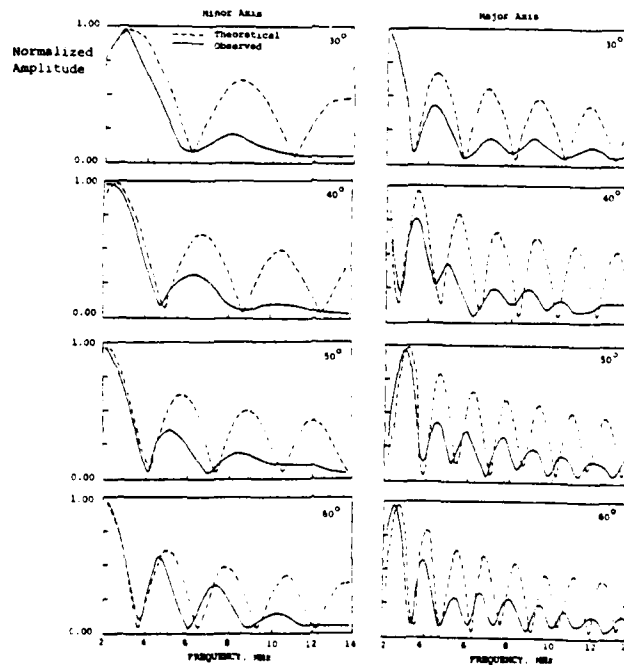 Minor Axis
Major Axis
Normalized
Amplitude
1.00
Theoretical
Observed
30°
30°
0.00
1.00
40°
40°
0.00
1.00
50°
50°
0.00
1.00
60°
60°
0.00
2 4 6 8 10 12 14
2 4 6 8 10 12
FREQUENCY, MHz
FREQUENCY, MHz